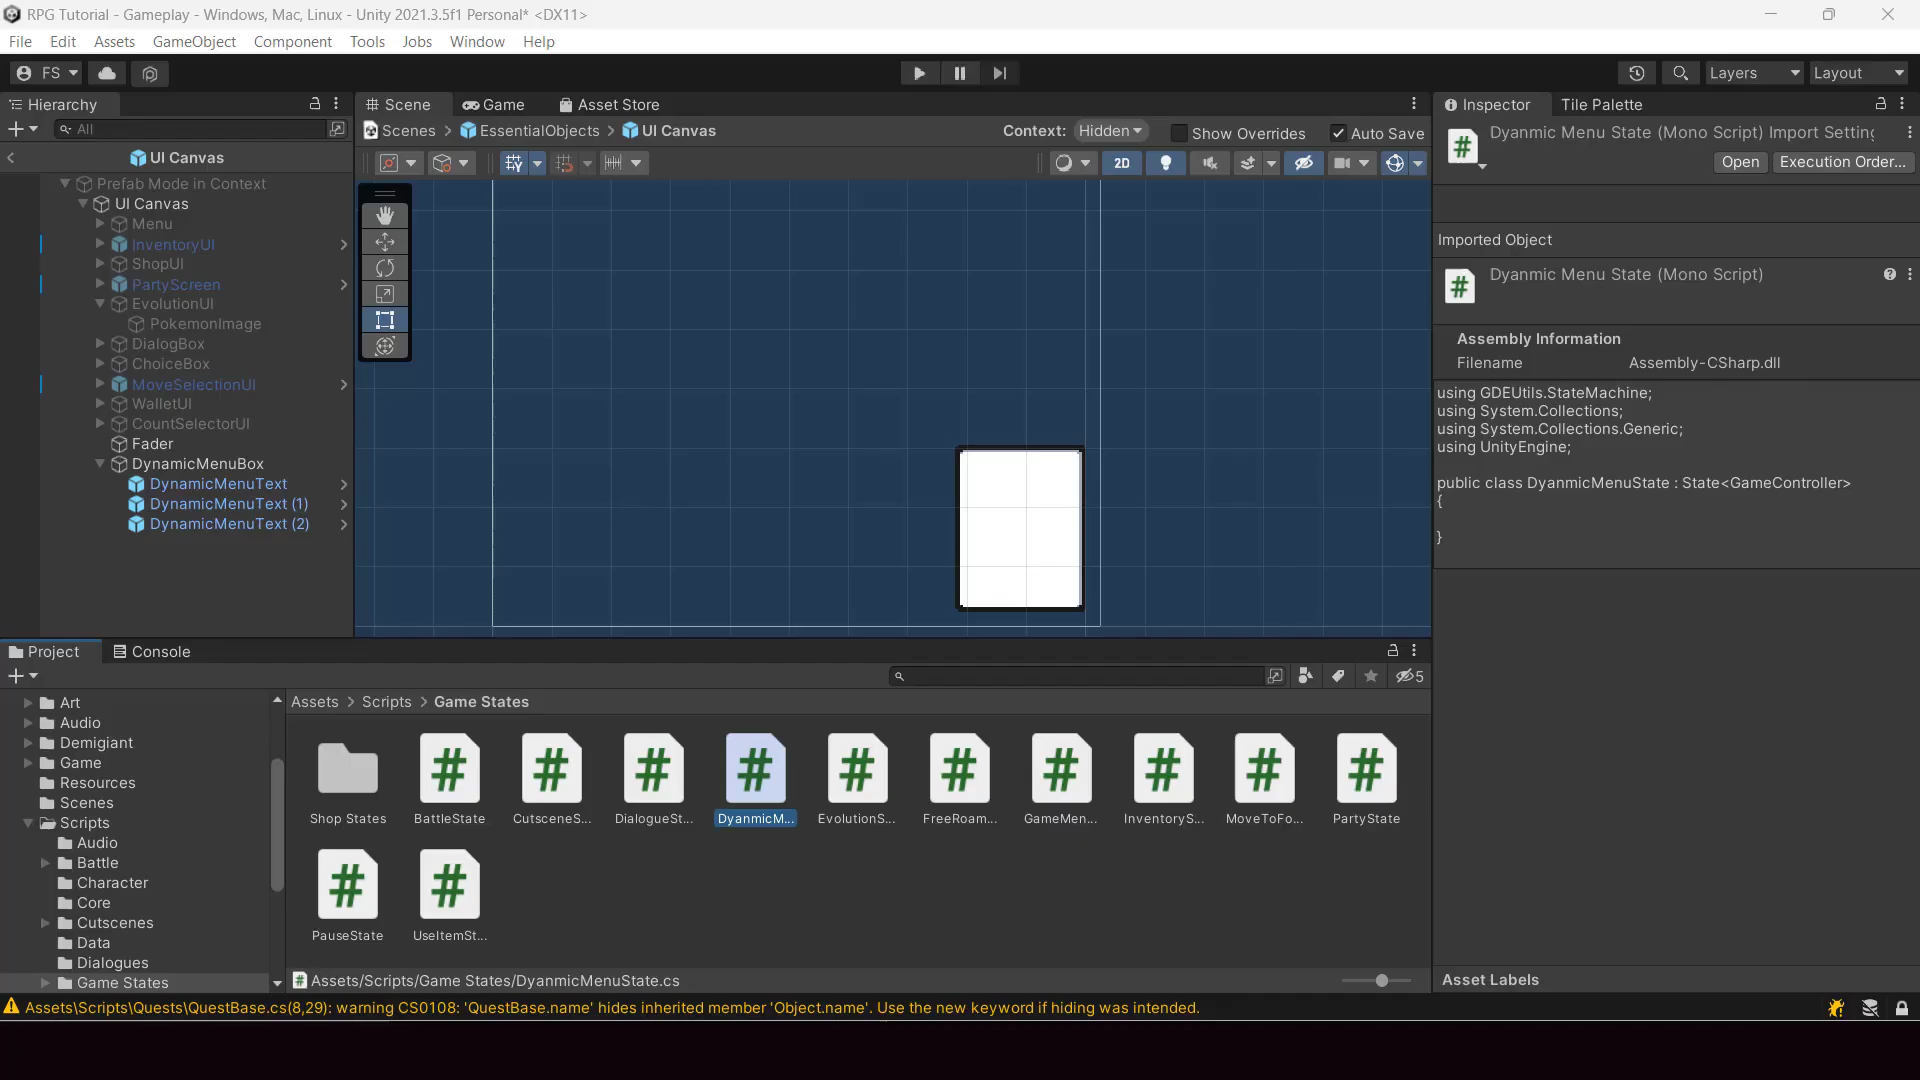 RPG Tutorial - Gameplay - Windows, Mac, Linux - Unity 2021.3.5f1 Personal* <DX11>
File Edit Assets GameObject Component Tools Jobs Window Help
FS Layers Layout
Hierarchy
All
UI Canvas
Prefab Mode in Context
UI Canvas
Menu
InventoryUI
ShopUI
PartyScreen
EvolutionUI
PokemonImage
DialogBox
ChoiceBox
MoveSelectionUI
WalletUI
CountSelectorUI
Fader
DynamicMenuBox
DynamicMenuText
DynamicMenuText (1)
DynamicMenuText (2)
Scene Game Asset Store
Scenes EssentialObjects UI Canvas Context: Hidden Show Overrides Auto Save
2D
Inspector Tile Palette
Dyanmic Menu State (Mono Script) Import Setting
Open Execution Order...
Imported Object
Dyanmic Menu State (Mono Script)
Assembly Information
Filename Assembly-CSharp.dll
using GDEUtils.StateMachine;
using System.Collections;
using System.Collections.Generic;
using UnityEngine;
public class DyanmicMenuState : State<GameController>
{
}
Asset Labels
Project Console
5
Art
Audio
Demigiant
Game
Resources
Scenes
Scripts
Audio
Battle
Character
Core
Cutscenes
Data
Dialogues
Game States
Assets > Scripts > Game States
Shop States BattleState CutsceneS... DialogueSt... DyanmicM... EvolutionS... FreeRoam... GameMen... InventoryS... MoveToFo... PartyState
PauseState UseItemSt...
Assets/Scripts/Game States/DyanmicMenuState.cs
Assets\Scripts\Quests\QuestBase.cs(8,29): warning CS0108: 'QuestBase.name' hides inherited member 'Object.name'. Use the new keyword if hiding was intended.